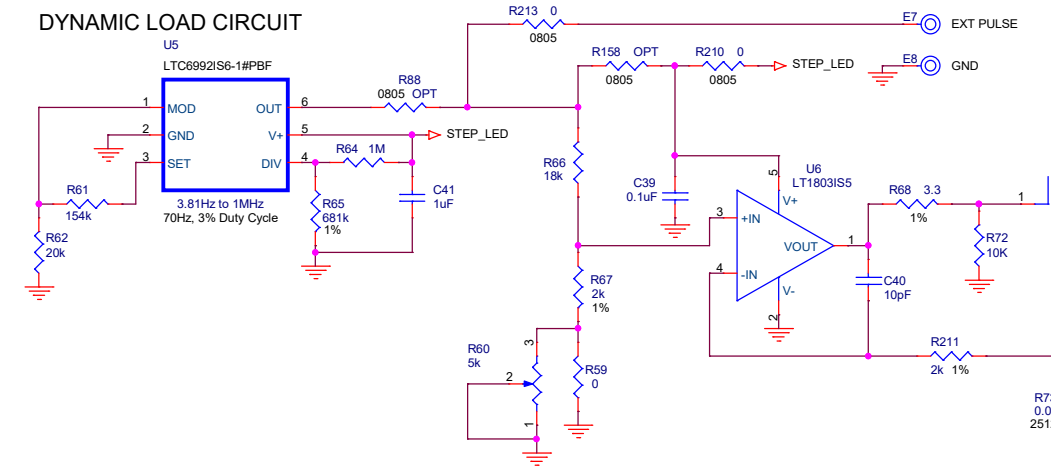 DYNAMIC LOAD CIRCUIT
R213 0
0805
E7
EXT PULSE
U5
LTC6992IS6-1#PBF
R158 OPT
0805
R210 0
0805
STEP_LED
E8
GND
1
MOD
OUT
6
R88
0805 OPT
2
GND
V+
5
STEP_LED
3
SET
DIV
4
R64 1M
R61
154k
3.81Hz to 1MHz
70Hz, 3% Duty Cycle
R65
681k
1%
C41
1uF
R62
20k
R66
18k
C39
0.1uF
U6
LT1803IS5
5
V+
3
+IN
VOUT
1
4
-IN
V-
2
R68 3.3
1%
1
R72
10K
C40
10pF
R67
2k
1%
R60
5k
3
2
1
R59
0
R211
2k 1%